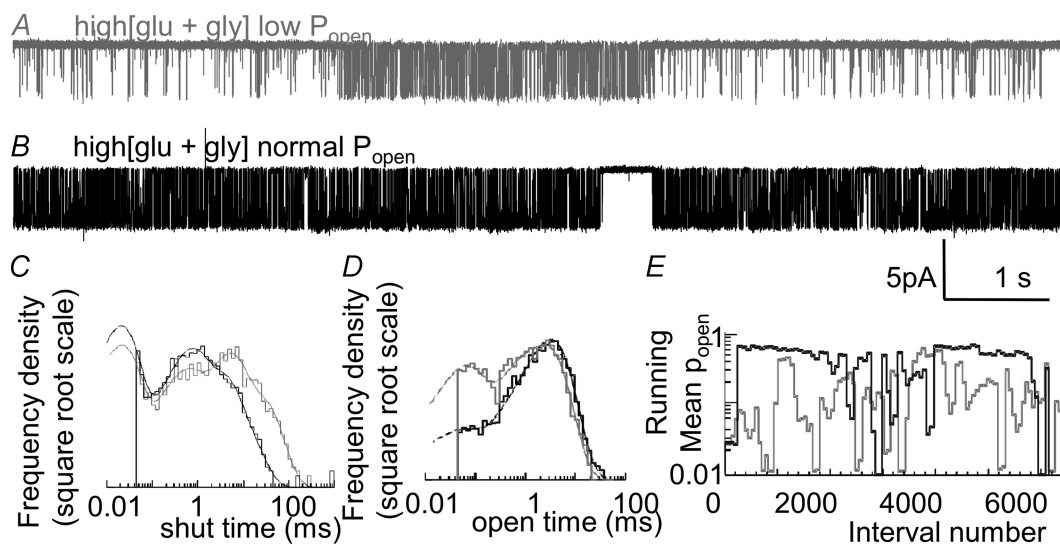 A high[glu + gly] low Popen
B high[glu + gly] normal Popen
5pA 1 s
C
Frequency density
(square root scale)
0.01 1 100
shut time (ms)
D
Frequency density
(square root scale)
0.01 1 100
open time (ms)
E
Running
Mean popen
1
0.01
0 2000 4000 6000
Interval number